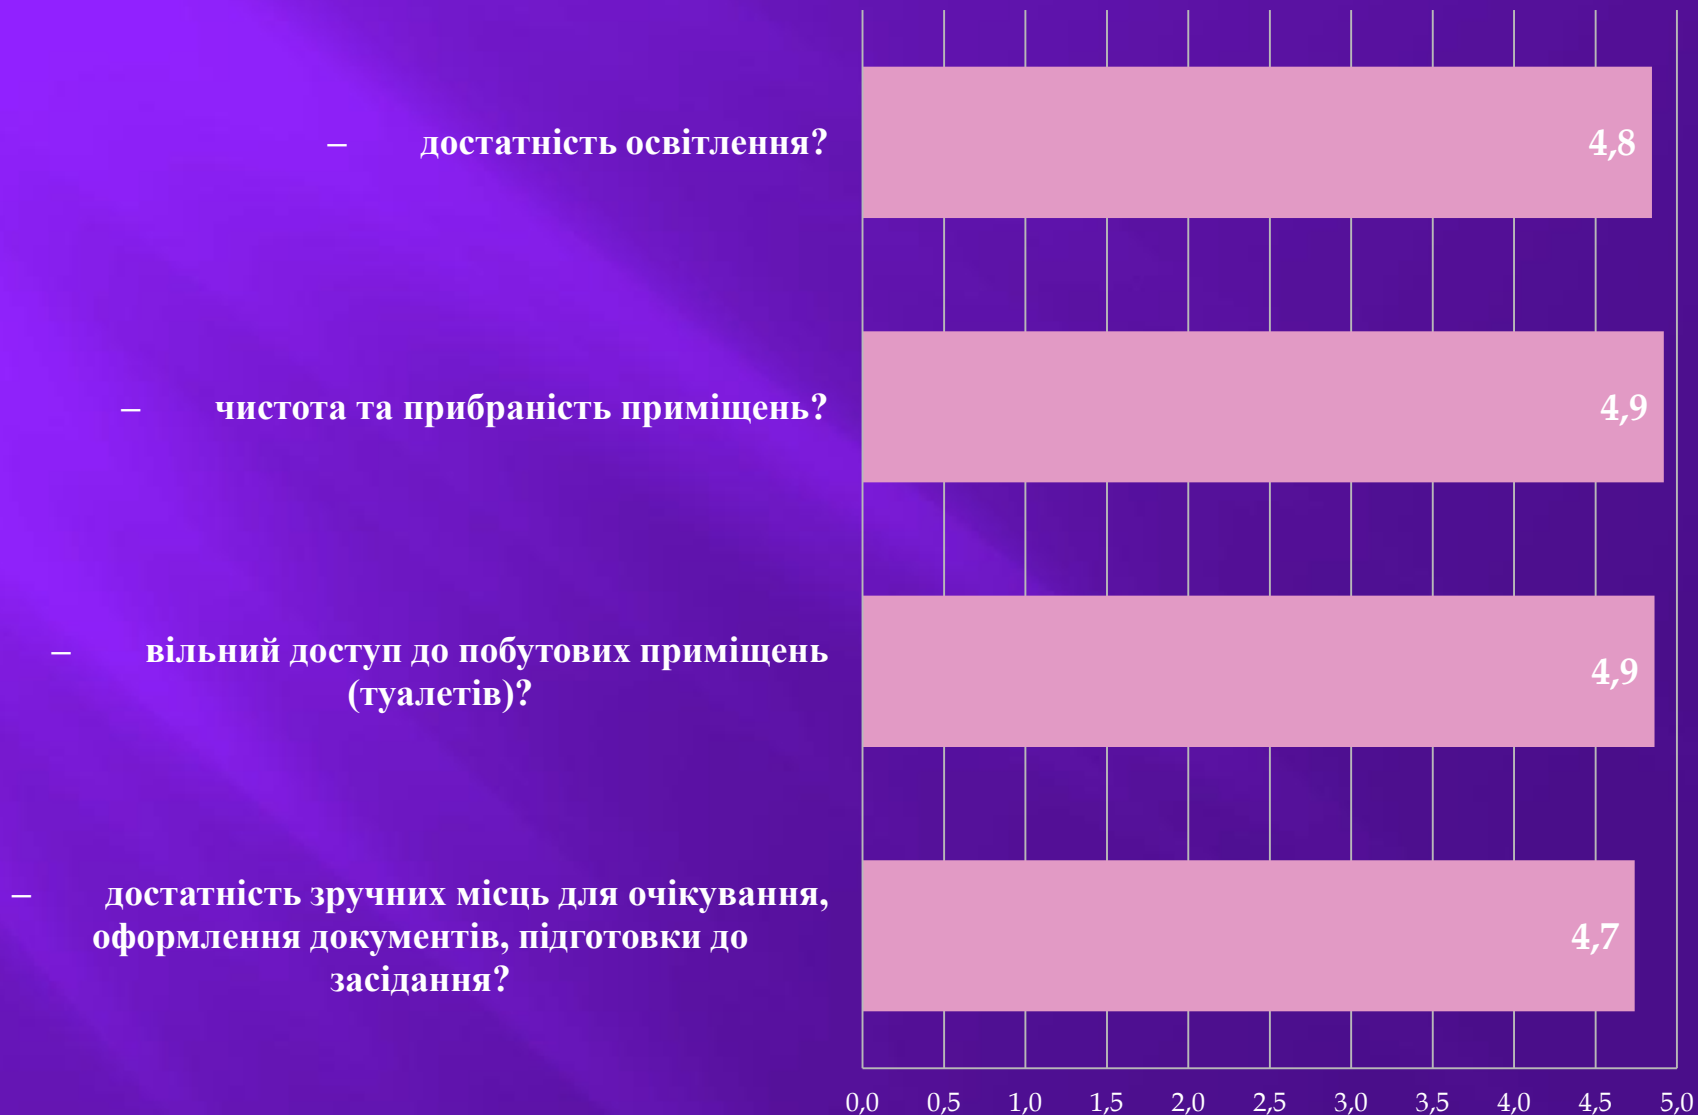 – достатність освітлення?
4,8
– чистота та прибраність приміщень?
4,9
– вільний доступ до побутових приміщень
(туалетів)?
4,9
– достатність зручних місць для очікування,
оформлення документів, підготовки до
засідання?
4,7
0,0 0,5 1,0 1,5 2,0 2,5 3,0 3,5 4,0 4,5 5,0